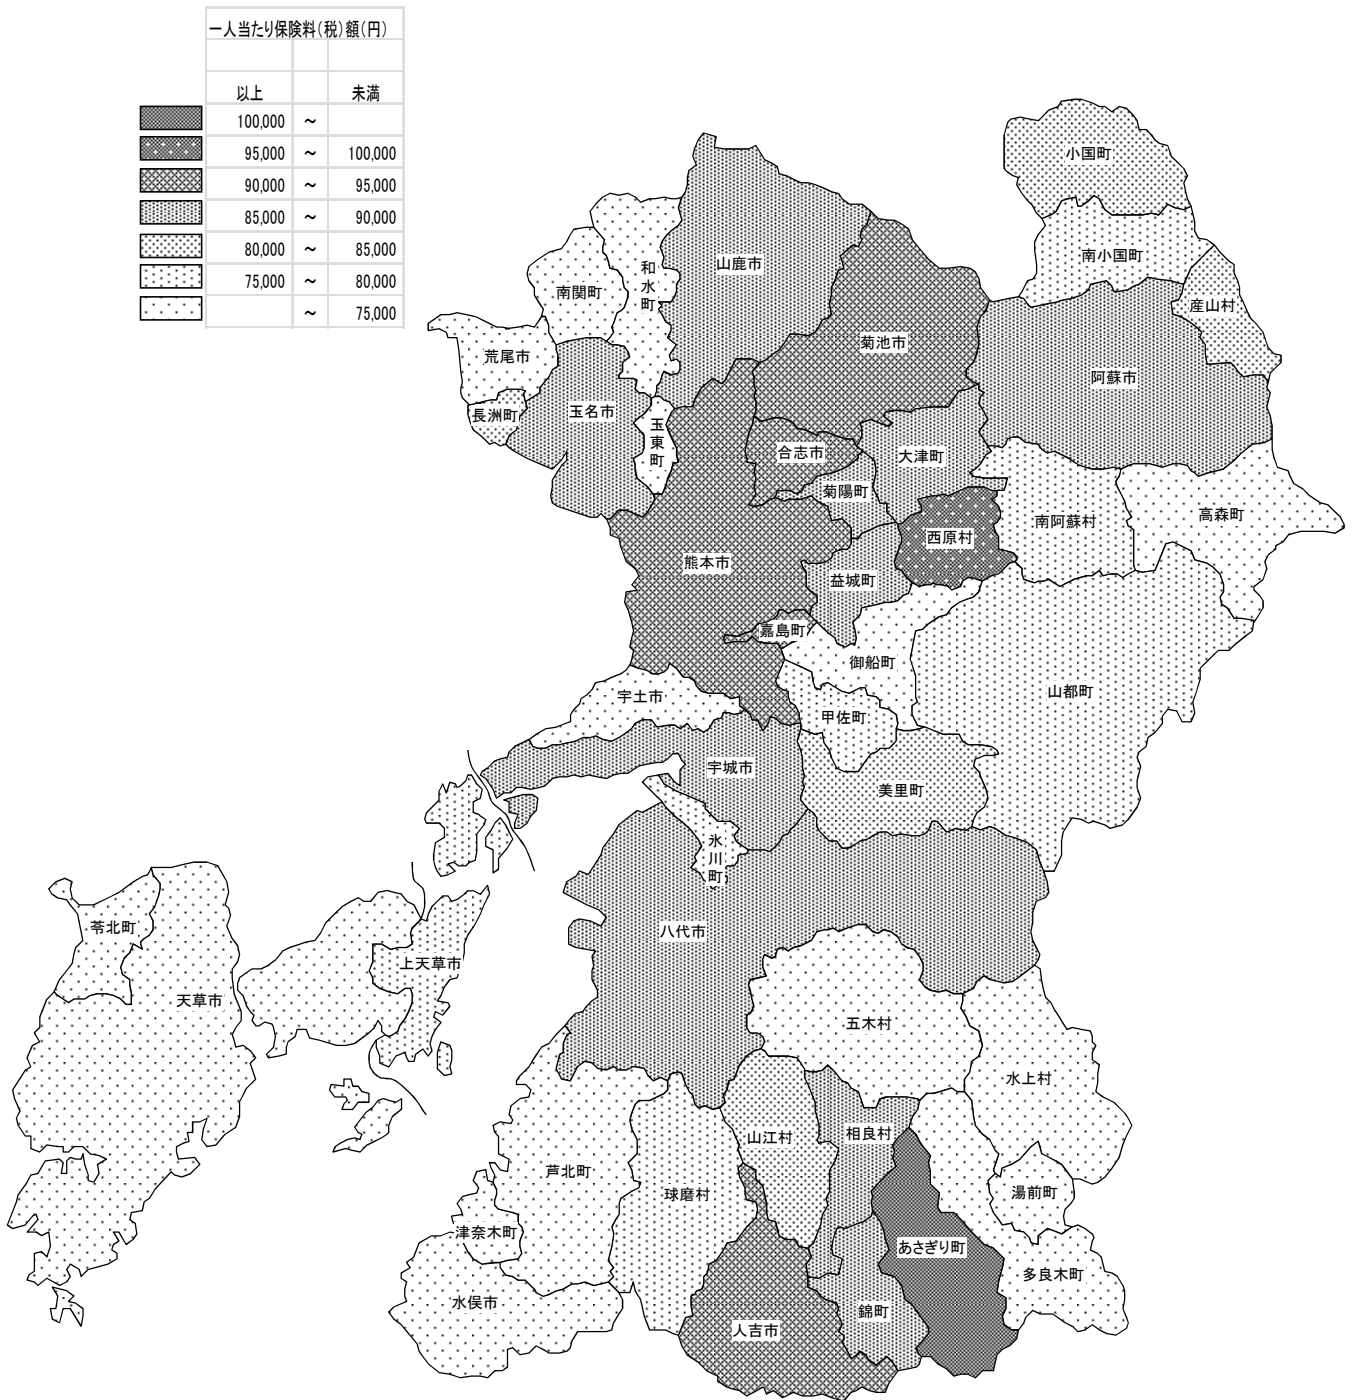 一人当たり保険料(税)額(円)
以上 未満
100,000 ～
95,000 ～ 100,000
90,000 ～ 95,000
85,000 ～ 90,000
80,000 ～ 85,000
75,000 ～ 80,000
～ 75,000
小国町
南小国町
産山村
山鹿市
和水町
南関町
菊池市
荒尾市
阿蘇市
長洲町
玉名市
玉東町
合志市
大津町
菊陽町
南阿蘇村
高森町
西原村
熊本市
益城町
嘉島町
御船町
山都町
宇土市
甲佐町
宇城市
美里町
氷川町
苓北町
八代市
上天草市
天草市
五木村
水上村
山江村
相良村
芦北町
球磨村
湯前町
津奈木町
あさぎり町
多良木町
水俣市
錦町
人吉市